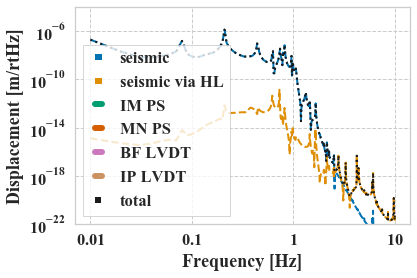 Displacement [m/rtHz]
10⁻⁶
10⁻¹⁰
10⁻¹⁴
10⁻¹⁸
10⁻²²
seismic
seismic via HL
IM PS
MN PS
BF LVDT
IP LVDT
total
0.01 0.1 1 10
Frequency [Hz]